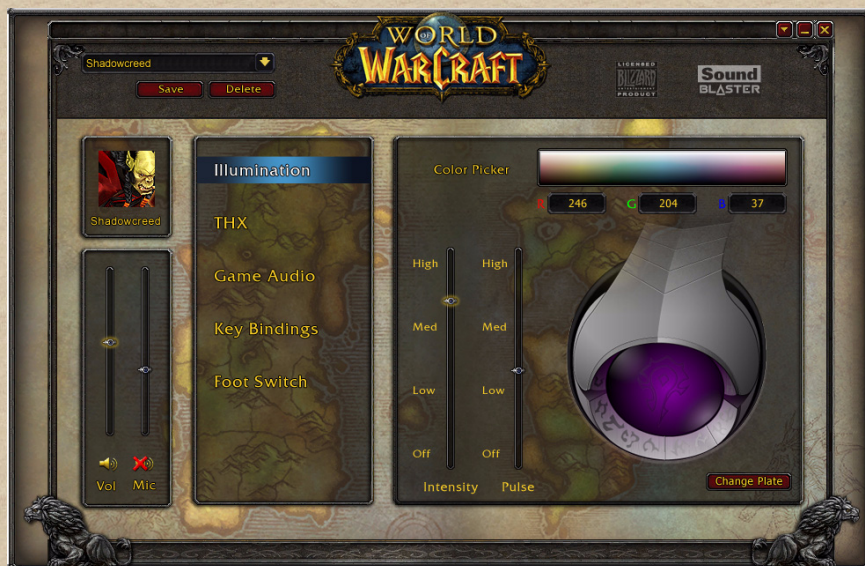 WORLD
OF
WARCRAFT
Shadowcreed
Save
Delete
LICENSED
BLIZZARD
ENTERTAINMENT
PRODUCT
Sound
BLASTER
Shadowcreed
Vol
Mic
Illumination
THX
Game Audio
Key Bindings
Foot Switch
Color Picker
R 246 G 204 B 37
High High
Med Med
Low Low
Off Off
Intensity Pulse
Change Plate